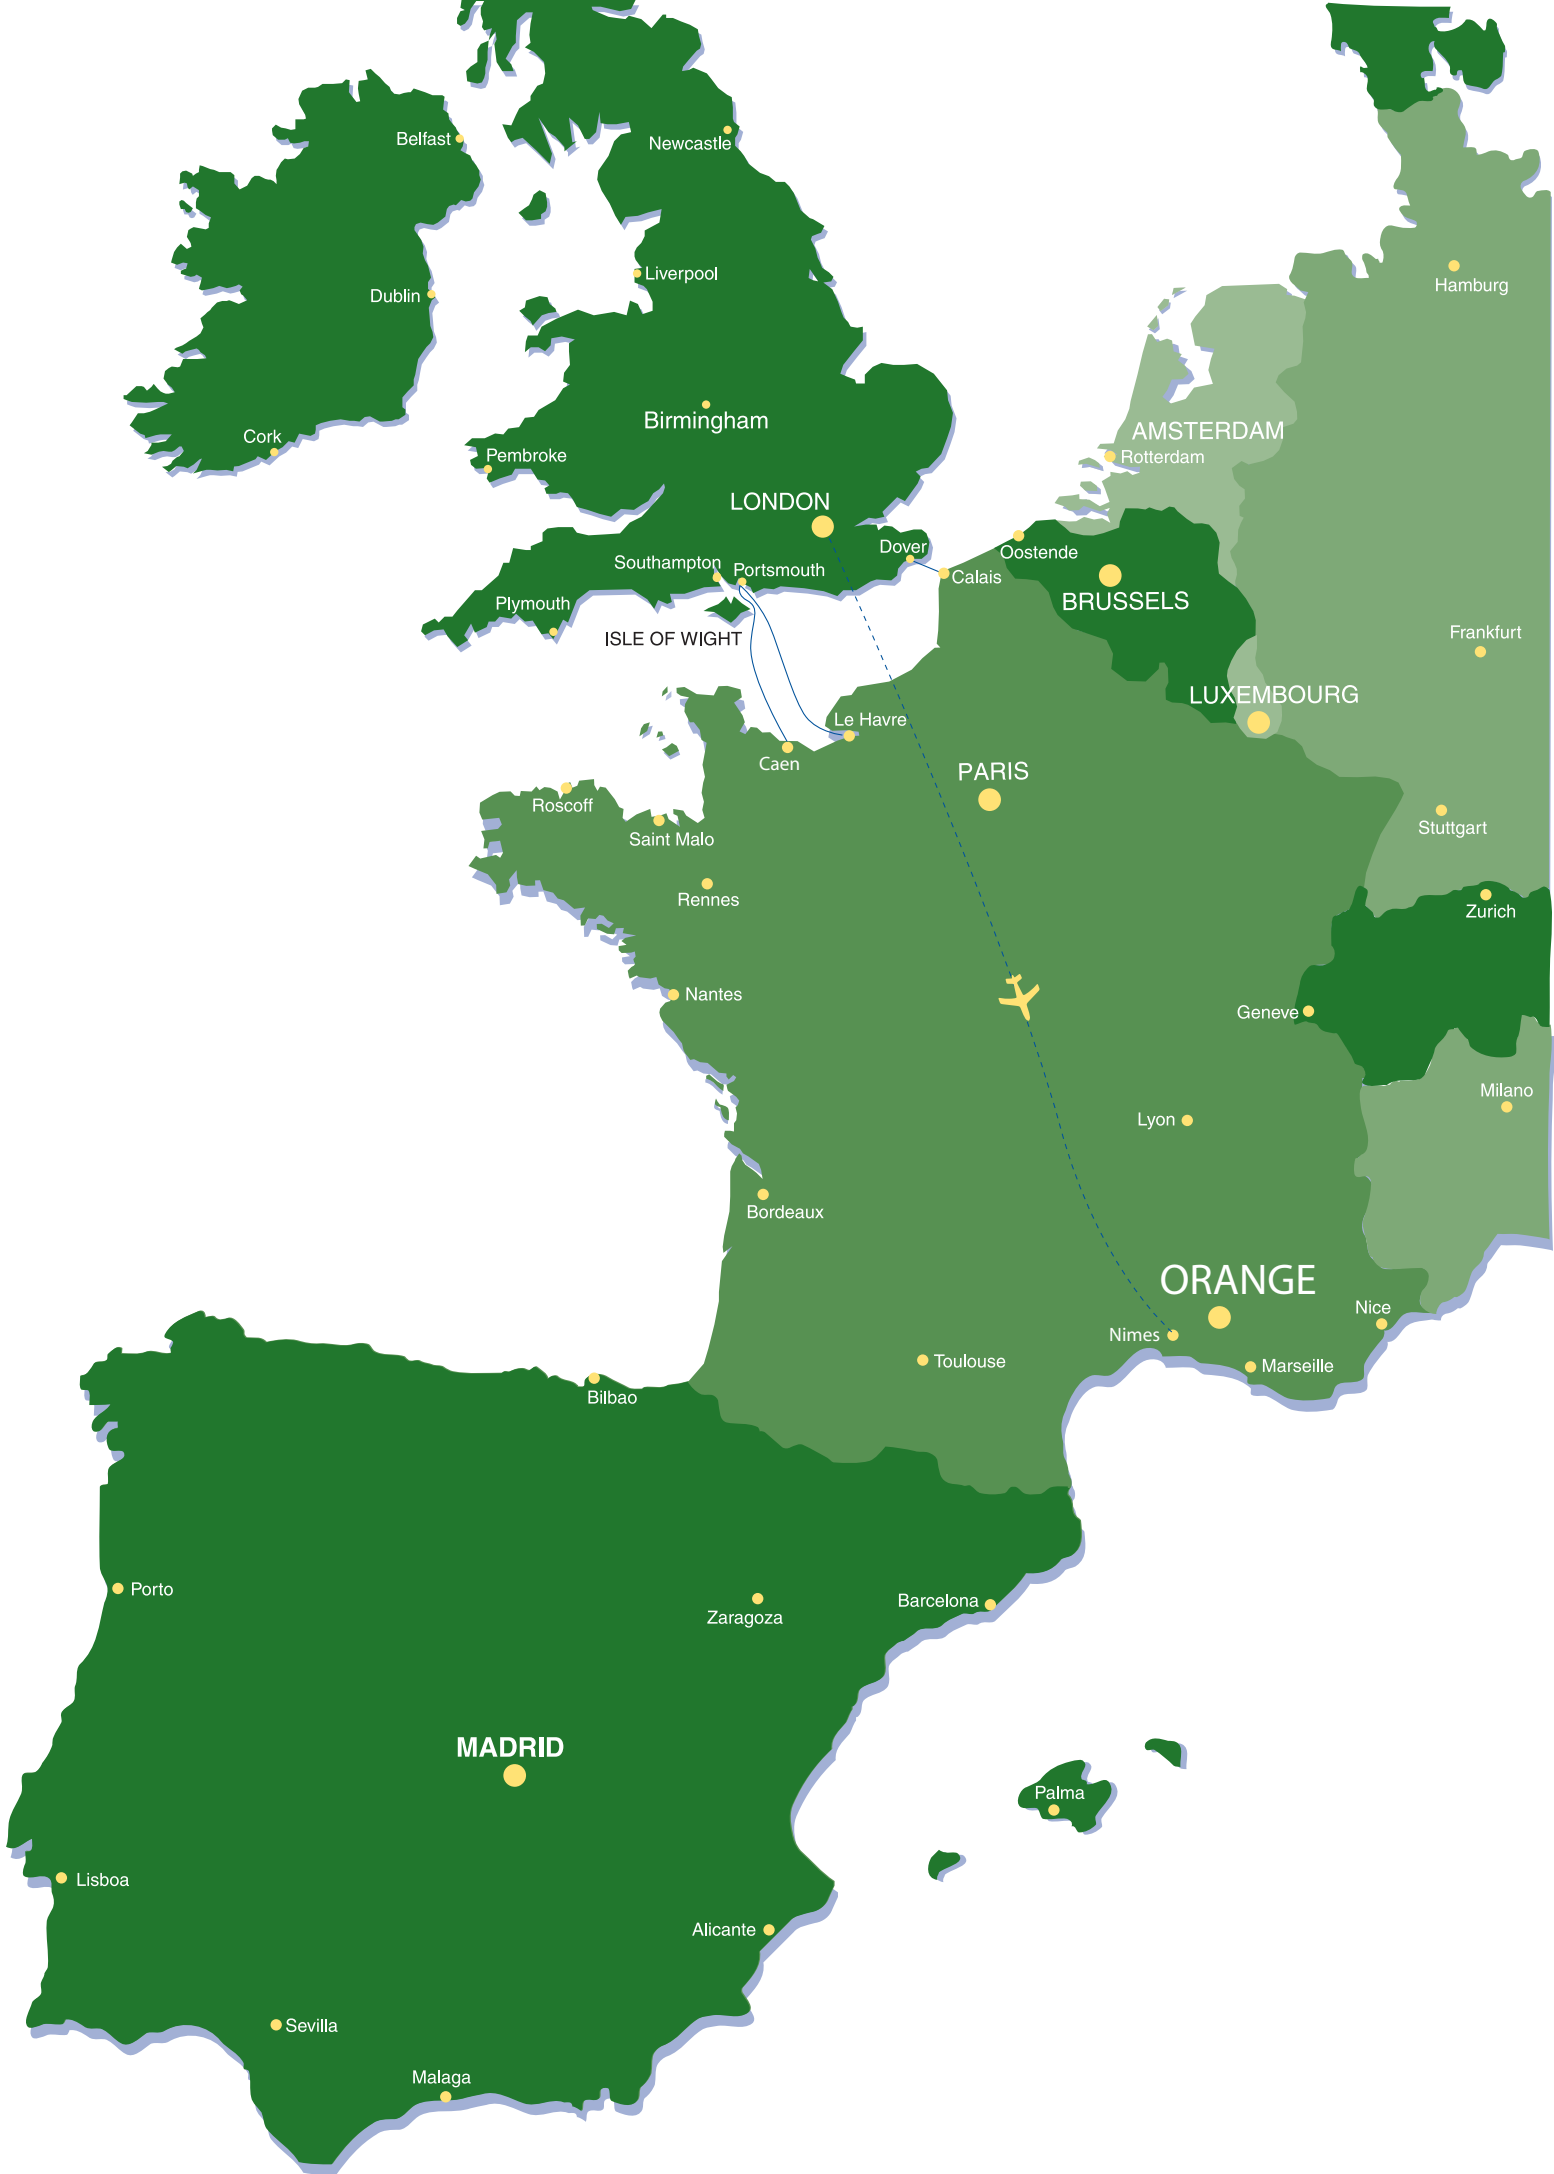 Belfast
Newcastle
Liverpool
Hamburg
Dublin
Birmingham
AMSTERDAM
Cork
Pembroke
Rotterdam
LONDON
Dover
Oostende
Southampton
Portsmouth
Calais
BRUSSELS
Plymouth
ISLE OF WIGHT
Frankfurt
LUXEMBOURG
Le Havre
Caen
PARIS
Roscoff
Saint Malo
Stuttgart
Rennes
Zurich
Nantes
Geneve
Milano
Lyon
Bordeaux
ORANGE
Nice
Nimes
Toulouse
Marseille
Bilbao
Porto
Zaragoza
Barcelona
MADRID
Palma
Lisboa
Alicante
Sevilla
Malaga